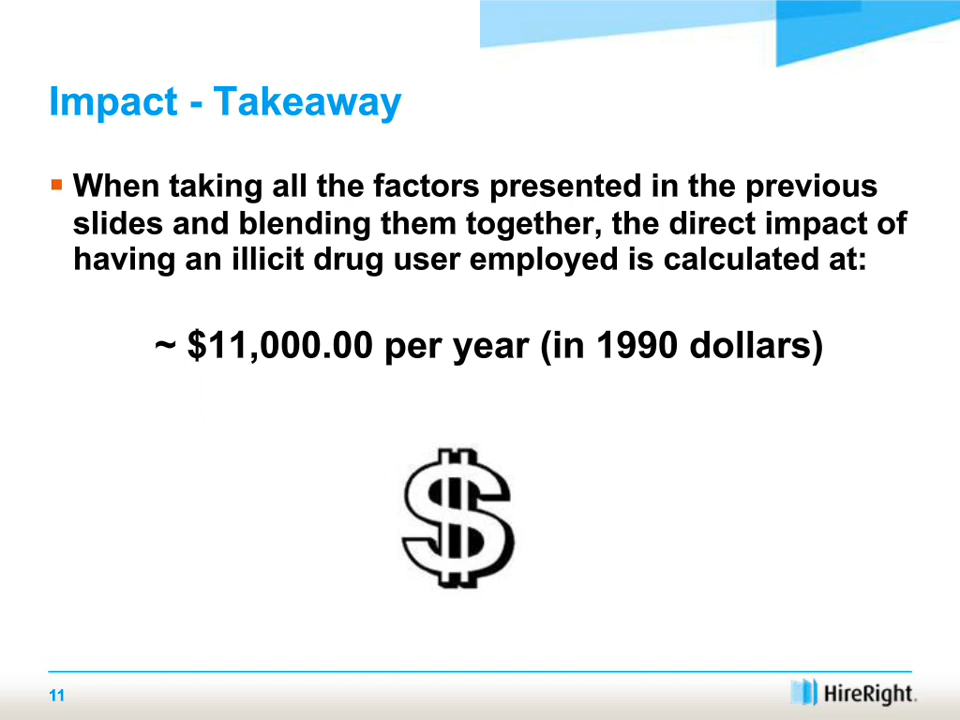 Impact - Takeaway
When taking all the factors presented in the previous
slides and blending them together, the direct impact of
having an illicit drug user employed is calculated at:
~ $11,000.00 per year (in 1990 dollars)
$
11
HireRight.